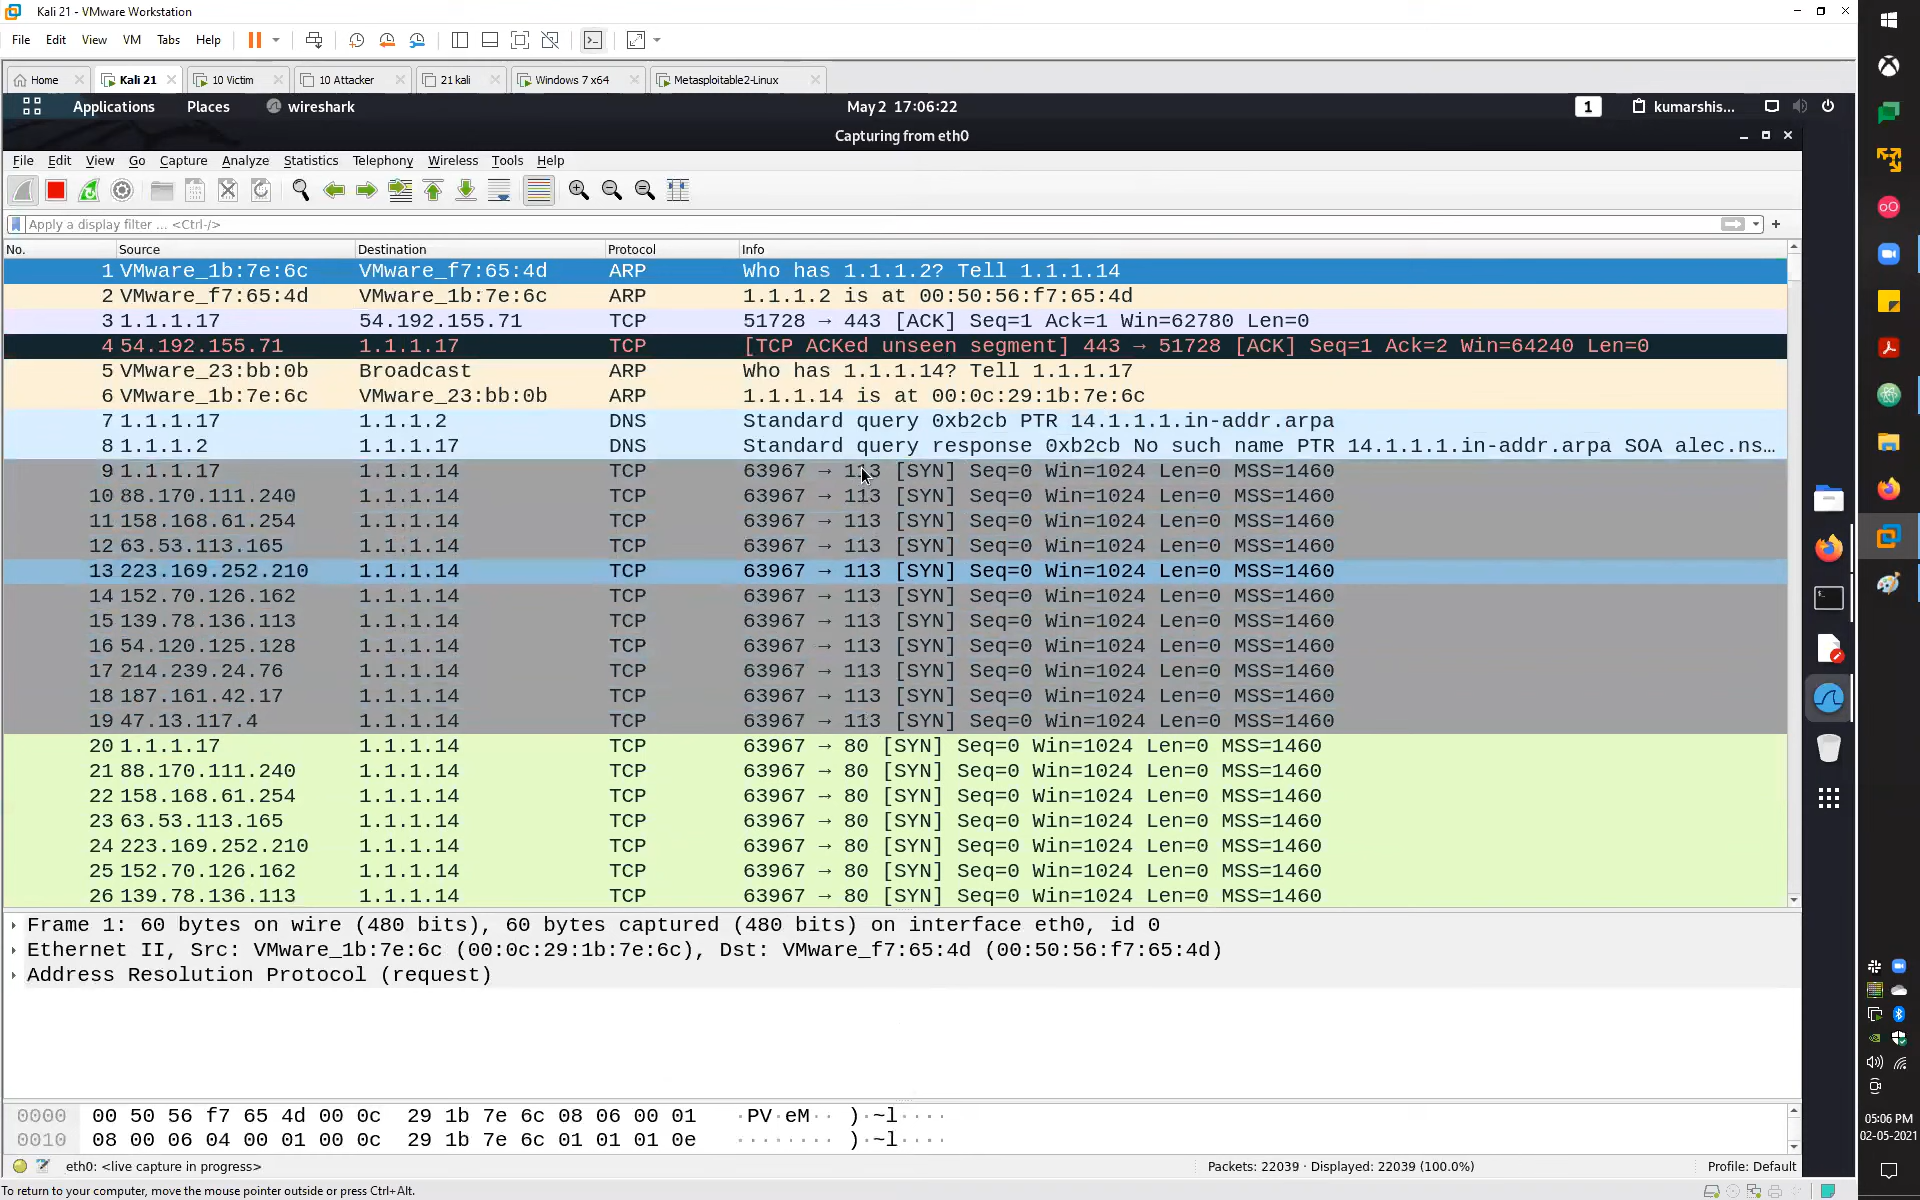 Kali 21 - VMware Workstation
File Edit View VM Tabs Help
Home Kali 21 10 Victim 10 Attacker 21 kali Windows 7 x64 Metasploitable2-Linux
Applications Places wireshark May 2 17:06:22 1 kumarshis...
Capturing from eth0
File Edit View Go Capture Analyze Statistics Telephony Wireless Tools Help
Apply a display filter ... <Ctrl-/>
No. Source Destination Protocol Info
1 VMware_1b:7e:6c VMware_f7:65:4d ARP Who has 1.1.1.2? Tell 1.1.1.14
2 VMware_f7:65:4d VMware_1b:7e:6c ARP 1.1.1.2 is at 00:50:56:f7:65:4d
3 1.1.1.17 54.192.155.71 TCP 51728 → 443 [ACK] Seq=1 Ack=1 Win=62780 Len=0
4 54.192.155.71 1.1.1.17 TCP [TCP ACKed unseen segment] 443 → 51728 [ACK] Seq=1 Ack=2 Win=64240 Len=0
5 VMware_23:bb:0b Broadcast ARP Who has 1.1.1.14? Tell 1.1.1.17
6 VMware_1b:7e:6c VMware_23:bb:0b ARP 1.1.1.14 is at 00:0c:29:1b:7e:6c
7 1.1.1.17 1.1.1.2 DNS Standard query 0xb2cb PTR 14.1.1.1.in-addr.arpa
8 1.1.1.2 1.1.1.17 DNS Standard query response 0xb2cb No such name PTR 14.1.1.1.in-addr.arpa SOA alec.ns…
9 1.1.1.17 1.1.1.14 TCP 63967 → 113 [SYN] Seq=0 Win=1024 Len=0 MSS=1460
10 88.170.111.240 1.1.1.14 TCP 63967 → 113 [SYN] Seq=0 Win=1024 Len=0 MSS=1460
11 158.168.61.254 1.1.1.14 TCP 63967 → 113 [SYN] Seq=0 Win=1024 Len=0 MSS=1460
12 63.53.113.165 1.1.1.14 TCP 63967 → 113 [SYN] Seq=0 Win=1024 Len=0 MSS=1460
13 223.169.252.210 1.1.1.14 TCP 63967 → 113 [SYN] Seq=0 Win=1024 Len=0 MSS=1460
14 152.70.126.162 1.1.1.14 TCP 63967 → 113 [SYN] Seq=0 Win=1024 Len=0 MSS=1460
15 139.78.136.113 1.1.1.14 TCP 63967 → 113 [SYN] Seq=0 Win=1024 Len=0 MSS=1460
16 54.120.125.128 1.1.1.14 TCP 63967 → 113 [SYN] Seq=0 Win=1024 Len=0 MSS=1460
17 214.239.24.76 1.1.1.14 TCP 63967 → 113 [SYN] Seq=0 Win=1024 Len=0 MSS=1460
18 187.161.42.17 1.1.1.14 TCP 63967 → 113 [SYN] Seq=0 Win=1024 Len=0 MSS=1460
19 47.13.117.4 1.1.1.14 TCP 63967 → 113 [SYN] Seq=0 Win=1024 Len=0 MSS=1460
20 1.1.1.17 1.1.1.14 TCP 63967 → 80 [SYN] Seq=0 Win=1024 Len=0 MSS=1460
21 88.170.111.240 1.1.1.14 TCP 63967 → 80 [SYN] Seq=0 Win=1024 Len=0 MSS=1460
22 158.168.61.254 1.1.1.14 TCP 63967 → 80 [SYN] Seq=0 Win=1024 Len=0 MSS=1460
23 63.53.113.165 1.1.1.14 TCP 63967 → 80 [SYN] Seq=0 Win=1024 Len=0 MSS=1460
24 223.169.252.210 1.1.1.14 TCP 63967 → 80 [SYN] Seq=0 Win=1024 Len=0 MSS=1460
25 152.70.126.162 1.1.1.14 TCP 63967 → 80 [SYN] Seq=0 Win=1024 Len=0 MSS=1460
26 139.78.136.113 1.1.1.14 TCP 63967 → 80 [SYN] Seq=0 Win=1024 Len=0 MSS=1460
Frame 1: 60 bytes on wire (480 bits), 60 bytes captured (480 bits) on interface eth0, id 0
Ethernet II, Src: VMware_1b:7e:6c (00:0c:29:1b:7e:6c), Dst: VMware_f7:65:4d (00:50:56:f7:65:4d)
Address Resolution Protocol (request)
0000 00 50 56 f7 65 4d 00 0c 29 1b 7e 6c 08 06 00 01 ·PV·eM·· )·~l····
0010 08 00 06 04 00 01 00 0c 29 1b 7e 6c 01 01 01 0e ········ )·~l····
eth0: <live capture in progress> Packets: 22039 · Displayed: 22039 (100.0%) Profile: Default
To return to your computer, move the mouse pointer outside or press Ctrl+Alt.
05:06 PM
02-05-2021